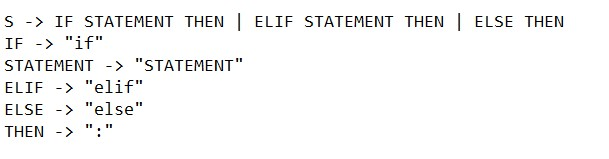 S -> IF STATEMENT THEN | ELIF STATEMENT THEN | ELSE THEN
IF -> "if"
STATEMENT -> "STATEMENT"
ELIF -> "elif"
ELSE -> "else"
THEN -> ":"